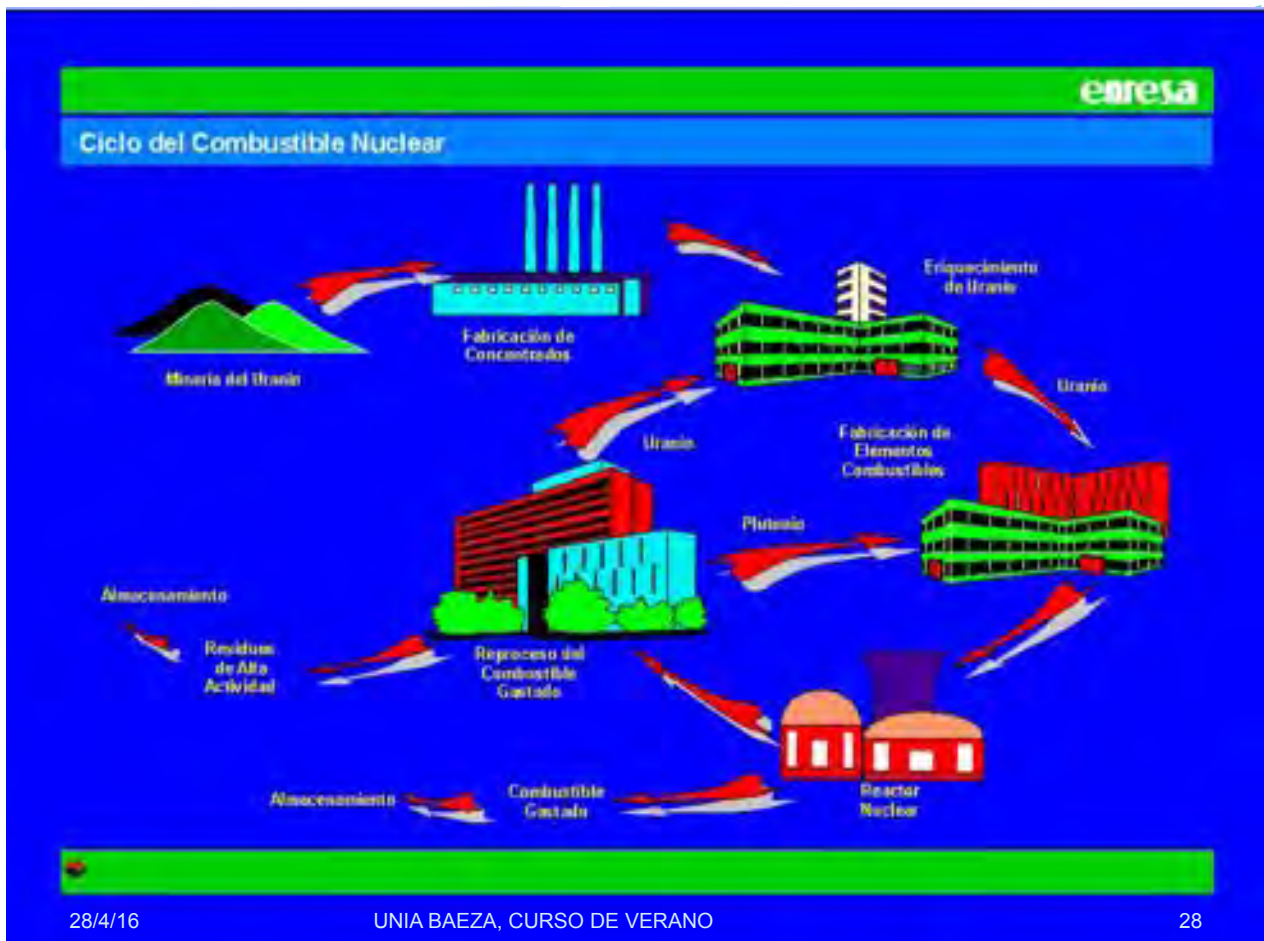 enresa
Ciclo del Combustible Nuclear
Minería del Uranio
Fabricación de
Concentrados
Enriquecimiento
de Uranio
Uranio
Uranio
Fabricación de
Elementos
Combustibles
Plutonio
Almacenamiento
Residuos
de Alta
Actividad
Reproceso del
Combustible
Gastado
Almacenamiento
Combustible
Gastado
Reactor
Nuclear
28/4/16
UNIA BAEZA, CURSO DE VERANO
28